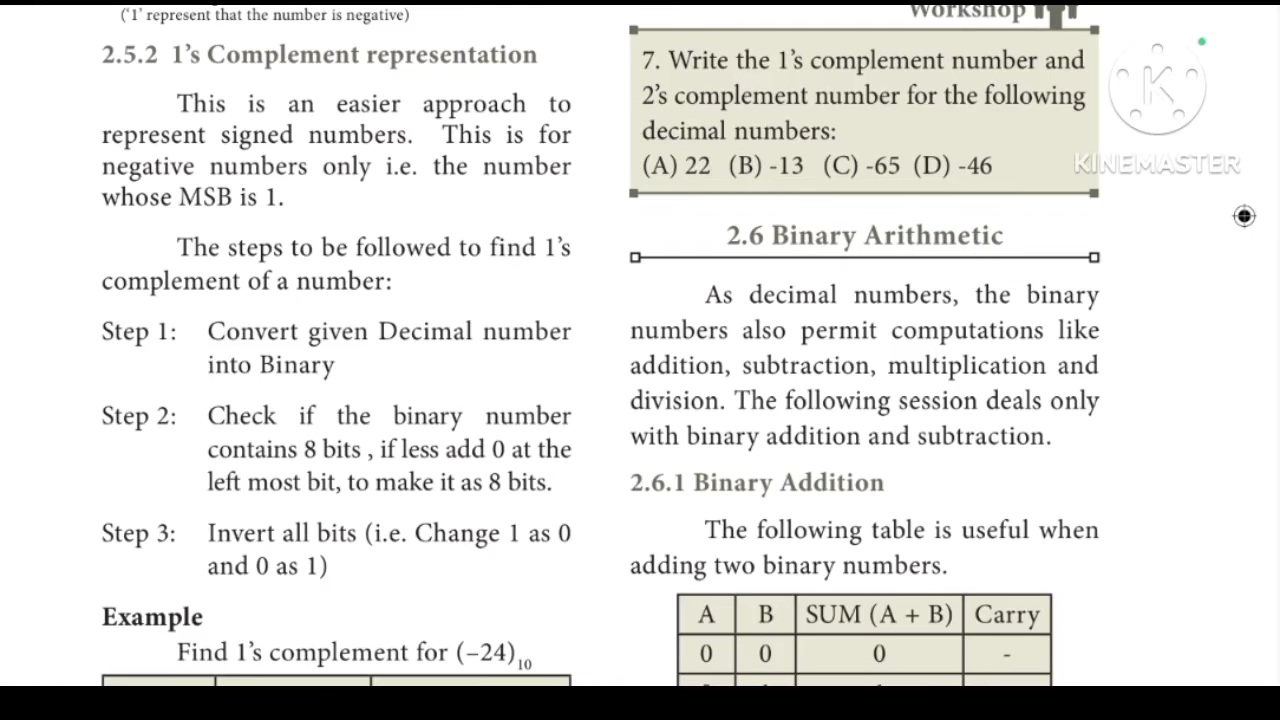 ('1' represent that the number is negative)
2.5.2 1's Complement representation
This is an easier approach to
represent signed numbers. This is for
negative numbers only i.e. the number
whose MSB is 1.
The steps to be followed to find 1's
complement of a number:
Step 1: Convert given Decimal number
into Binary
Step 2: Check if the binary number
contains 8 bits , if less add 0 at the
left most bit, to make it as 8 bits.
Step 3: Invert all bits (i.e. Change 1 as 0
and 0 as 1)
Example
Find 1's complement for (–24)₁₀
Workshop
7. Write the 1's complement number and
2's complement number for the following
decimal numbers:
(A) 22 (B) -13 (C) -65 (D) -46
2.6 Binary Arithmetic
As decimal numbers, the binary
numbers also permit computations like
addition, subtraction, multiplication and
division. The following session deals only
with binary addition and subtraction.
2.6.1 Binary Addition
The following table is useful when
adding two binary numbers.
A B SUM (A + B) Carry
0 0 0 -
K
KINEMASTER